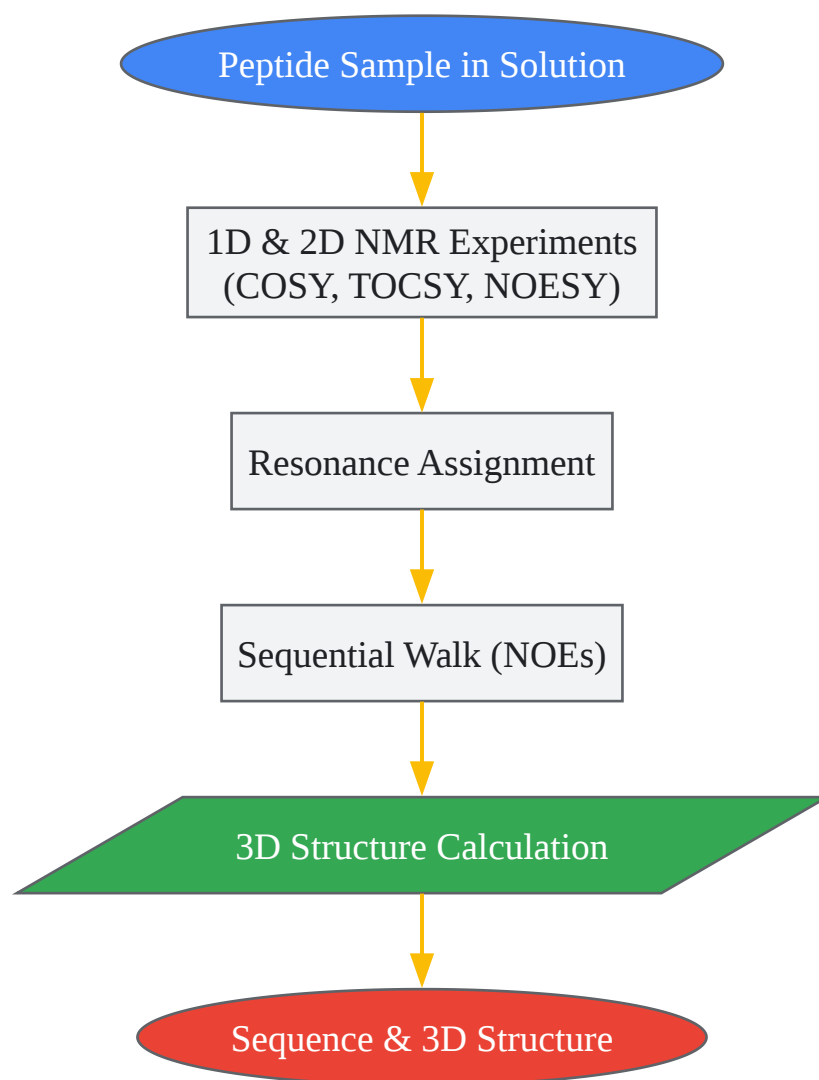 Peptide Sample in Solution
1D & 2D NMR Experiments
(COSY, TOCSY, NOESY)
Resonance Assignment
Sequential Walk (NOEs)
3D Structure Calculation
Sequence & 3D Structure